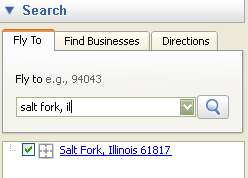 Search
Fly To Find Businesses Directions
Fly to e.g., 94043
salt fork, il
Salt Fork, Illinois 61817